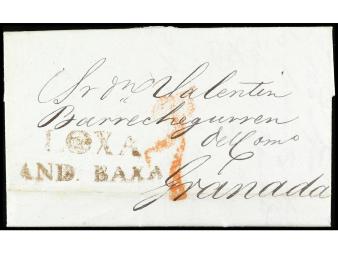 Sr. Dn. Valentin
Barrechegurren
del Como
LOXA
AND. BAXA
Granada